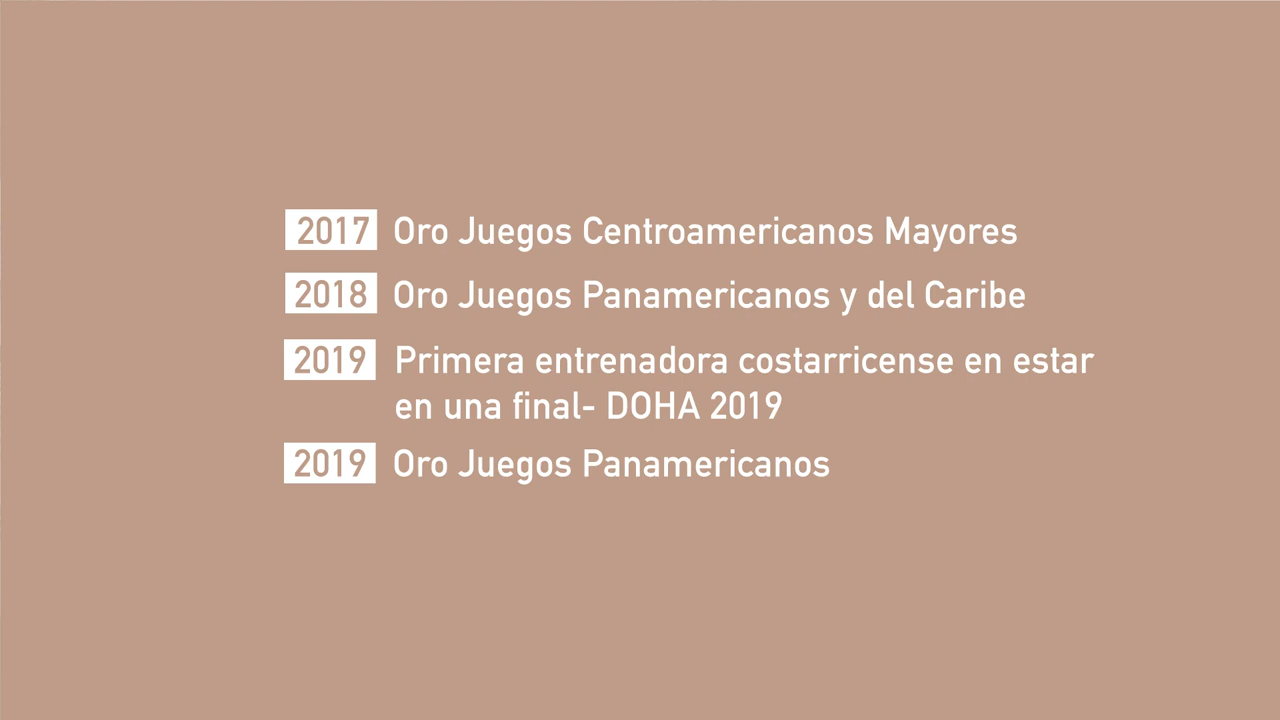 2017 Oro Juegos Centroamericanos Mayores
2018 Oro Juegos Panamericanos y del Caribe
2019 Primera entrenadora costarricense en estar
en una final- DOHA 2019
2019 Oro Juegos Panamericanos